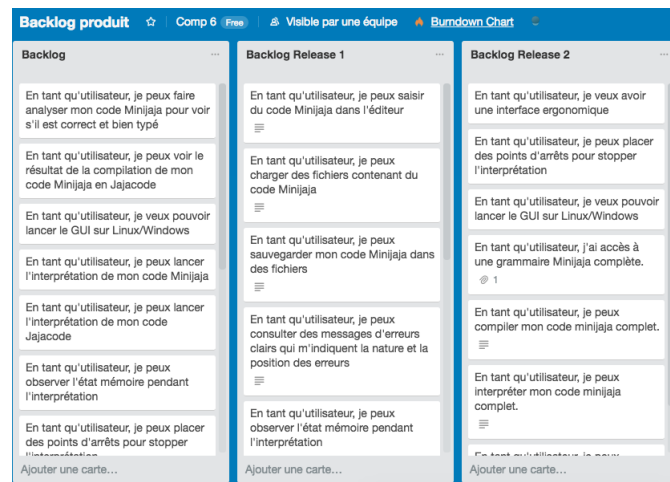 Backlog produit Comp 6 Free Visible par une équipe Burndown Chart
Backlog
En tant qu'utilisateur, je peux faire
analyser mon code Minijaja pour voir
s'il est correct et bien typé
En tant qu'utilisateur, je peux voir le
résultat de la compilation de mon
code Minijaja en Jajacode
En tant qu'utilisateur, je veux pouvoir
lancer le GUI sur Linux/Windows
En tant qu'utilisateur, je peux lancer
l'interprétation de mon code Minijaja
En tant qu'utilisateur, je peux lancer
l'interprétation de mon code
Jajacode
En tant qu'utilisateur, je peux
observer l'état mémoire pendant
l'interprétation
En tant qu'utilisateur, je peux placer
des points d'arrêts pour stopper
l'interprétation
Ajouter une carte…
Backlog Release 1
En tant qu'utilisateur, je peux saisir
du code Minijaja dans l'éditeur
En tant qu'utilisateur, je peux
charger des fichiers contenant du
code Minijaja
En tant qu'utilisateur, je peux
sauvegarder mon code Minijaja dans
des fichiers
En tant qu'utilisateur, je peux
consulter des messages d'erreurs
clairs qui m'indiquent la nature et la
position des erreurs
En tant qu'utilisateur, je peux
observer l'état mémoire pendant
l'interprétation
Ajouter une carte…
Backlog Release 2
En tant qu'utilisateur, je veux avoir
une interface ergonomique
En tant qu'utilisateur, je peux placer
des points d'arrêts pour stopper
l'interprétation
En tant qu'utilisateur, je veux pouvoir
lancer le GUI sur Linux/Windows
En tant qu'utilisateur, j'ai accès à
une grammaire Minijaja complète.
1
En tant qu'utilisateur, je peux
compiler mon code minijaja complet.
En tant qu'utilisateur, je peux
interpréter mon code minijaja
complet.
En tant qu'utilisateur, je peux
Ajouter une carte…